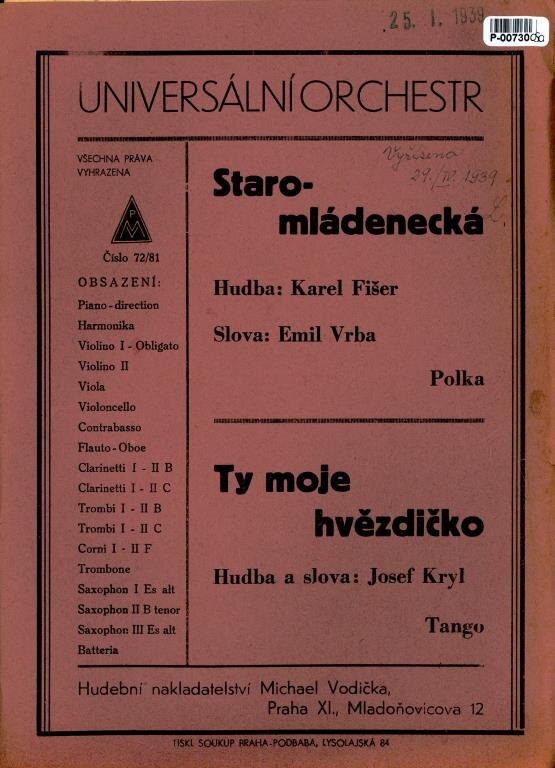 25. I. 1939
P-00730
UNIVERSÁLNÍ ORCHESTR
VŠECHNA PRÁVA
VYHRAZENA
P
M
Číslo 72/81
OBSAZENÍ:
Piano - direction
Harmonika
Violino I - Obligato
Violino II
Viola
Violoncello
Contrabasso
Flauto - Oboe
Clarinetti I - II B
Clarinetti I - II C
Trombi I - II B
Trombi I - II C
Corni I - II F
Trombone
Saxophon I Es alt
Saxophon II B tenor
Saxophon III Es alt
Batteria
29./IV. 1939
Staro-
mládenecká
Hudba: Karel Fišer
Slova: Emil Vrba
Polka
Ty moje
hvězdičko
Hudba a slova: Josef Kryl
Tango
Hudební nakladatelství Michael Vodička,
Praha XI., Mladoňovicova 12
TISKL SOUKUP PRAHA-PODBABA, LYSOLAJSKÁ 84